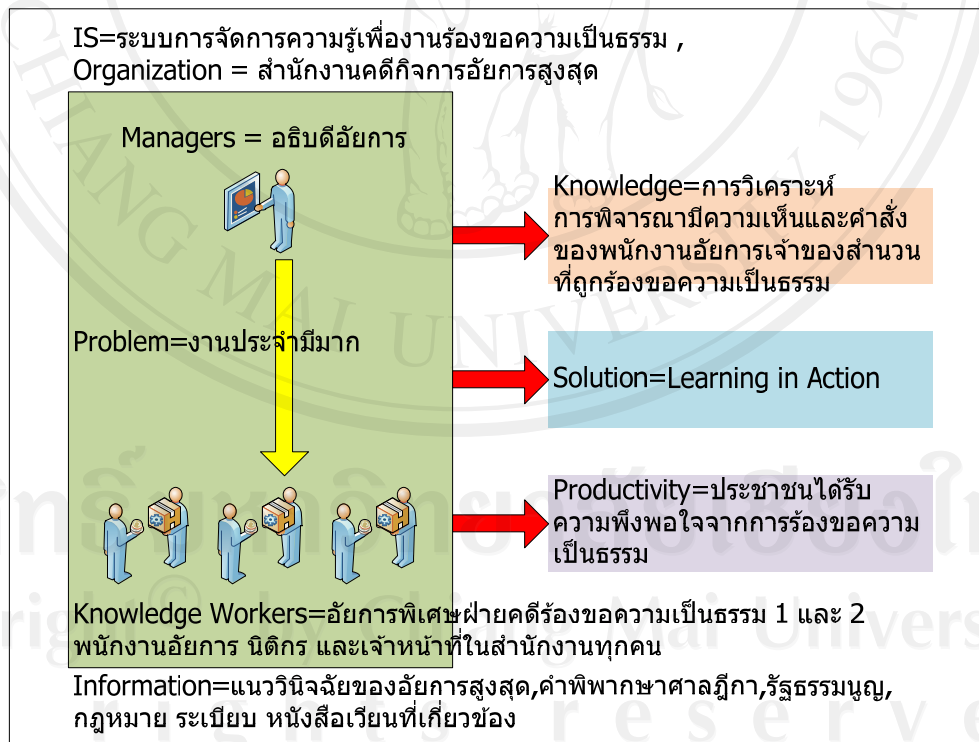 IS=ระบบการจัดการความรู้เพื่องานร้องขอความเป็นธรรม ,
Organization = สำนักงานคดีกิจการอัยการสูงสุด
Managers = อธิบดีอัยการ
Knowledge=การวิเคราะห์
การพิจารณามีความเห็นและคำสั่ง
ของพนักงานอัยการเจ้าของสำนวน
ที่ถูกร้องขอความเป็นธรรม
Problem=งานประจำมีมาก
Solution=Learning in Action
Productivity=ประชาชนได้รับ
ความพึงพอใจจากการร้องขอความ
เป็นธรรม
Knowledge Workers=อัยการพิเศษฝ่ายคดีร้องขอความเป็นธรรม 1 และ 2
พนักงานอัยการ นิติกร และเจ้าหน้าที่ในสำนักงานทุกคน
Information=แนววินิจฉัยของอัยการสูงสุด,คำพิพากษาศาลฎีกา,รัฐธรรมนูญ,
กฎหมาย ระเบียบ หนังสือเวียนที่เกี่ยวข้อง
CHIANG MAI UNIVERSITY 1964